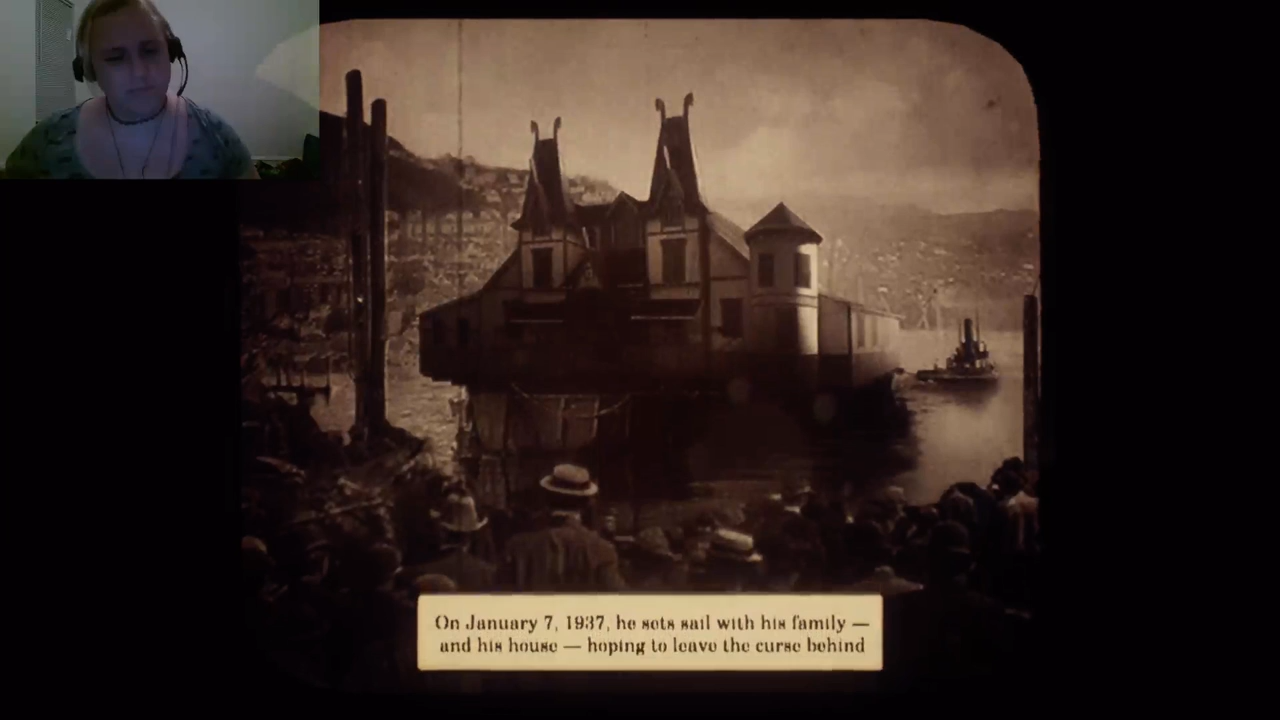 On January 7, 1937, he sets sail with his family —
and his house — hoping to leave the curse behind